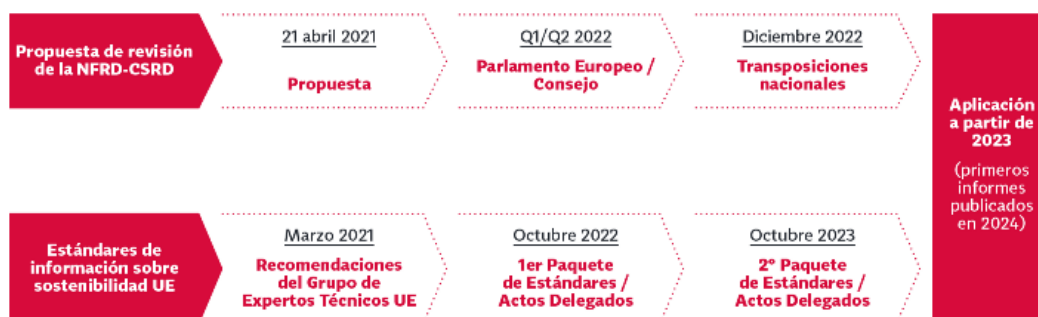 Propuesta de revisión
de la NFRD-CSRD
21 abril 2021
Propuesta
Q1/Q2 2022
Parlamento Europeo /
Consejo
Diciembre 2022
Transposiciones
nacionales
Estándares de
información sobre
sostenibilidad UE
Marzo 2021
Recomendaciones
del Grupo de
Expertos Técnicos UE
Octubre 2022
1er Paquete
de Estándares /
Actos Delegados
Octubre 2023
2º Paquete
de Estándares /
Actos Delegados
Aplicación
a partir de
2023
(primeros
informes
publicados
en 2024)